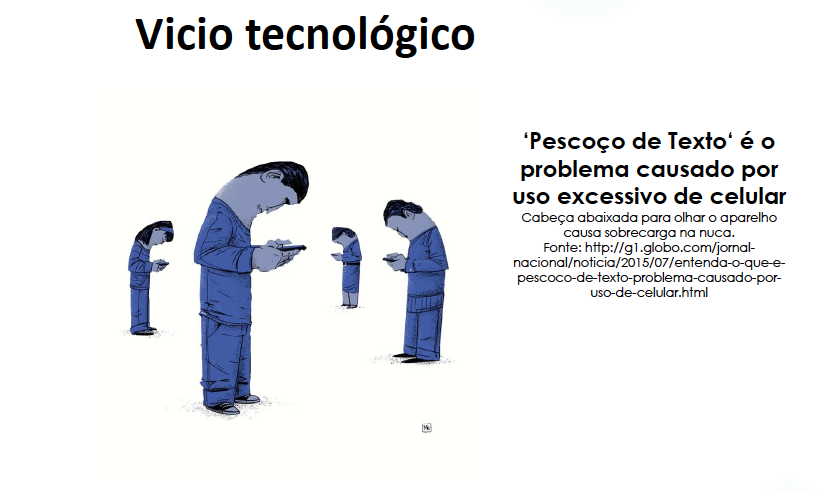 Vicio tecnológico
‘Pescoço de Texto‘ é o
problema causado por
uso excessivo de celular
Cabeça abaixada para olhar o aparelho
causa sobrecarga na nuca.
Fonte: http://g1.globo.com/jornal-
nacional/noticia/2015/07/entenda-o-que-e-
pescoco-de-texto-problema-causado-por-
uso-de-celular.html